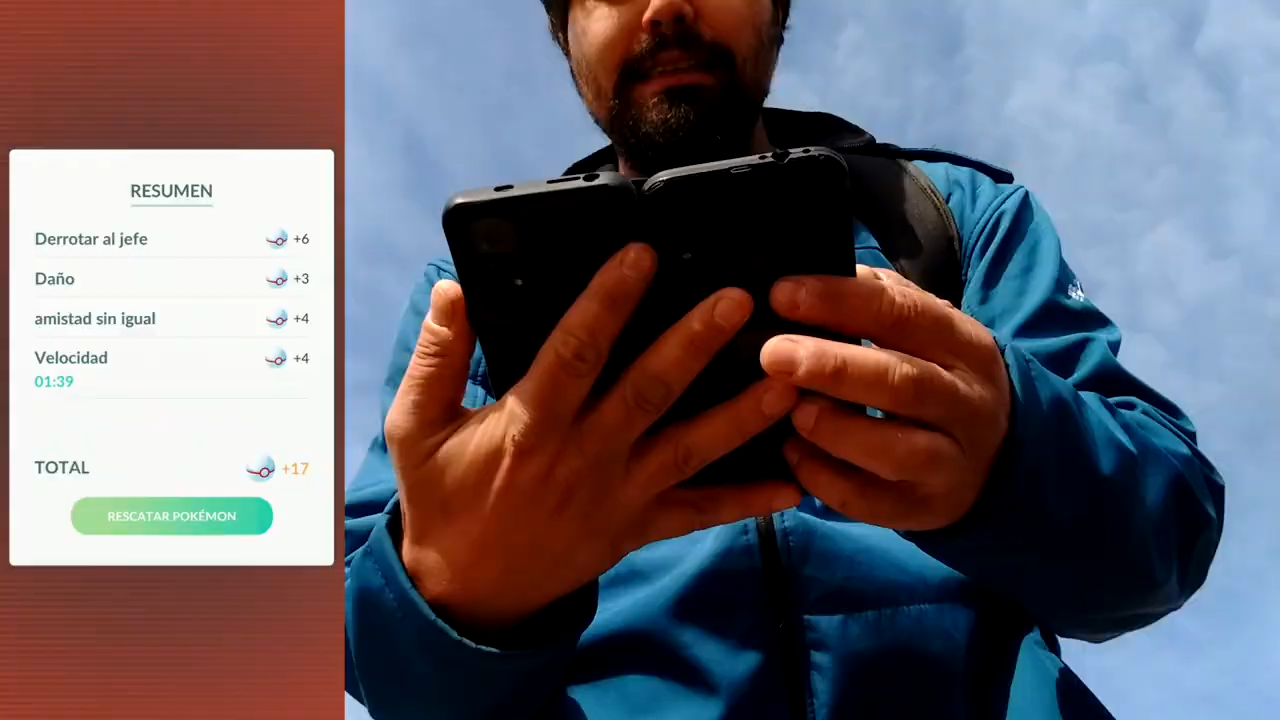 RESUMEN
Derrotar al jefe +6
Daño +3
amistad sin igual +4
Velocidad +4
01:39
TOTAL +17
RESCATAR POKÉMON